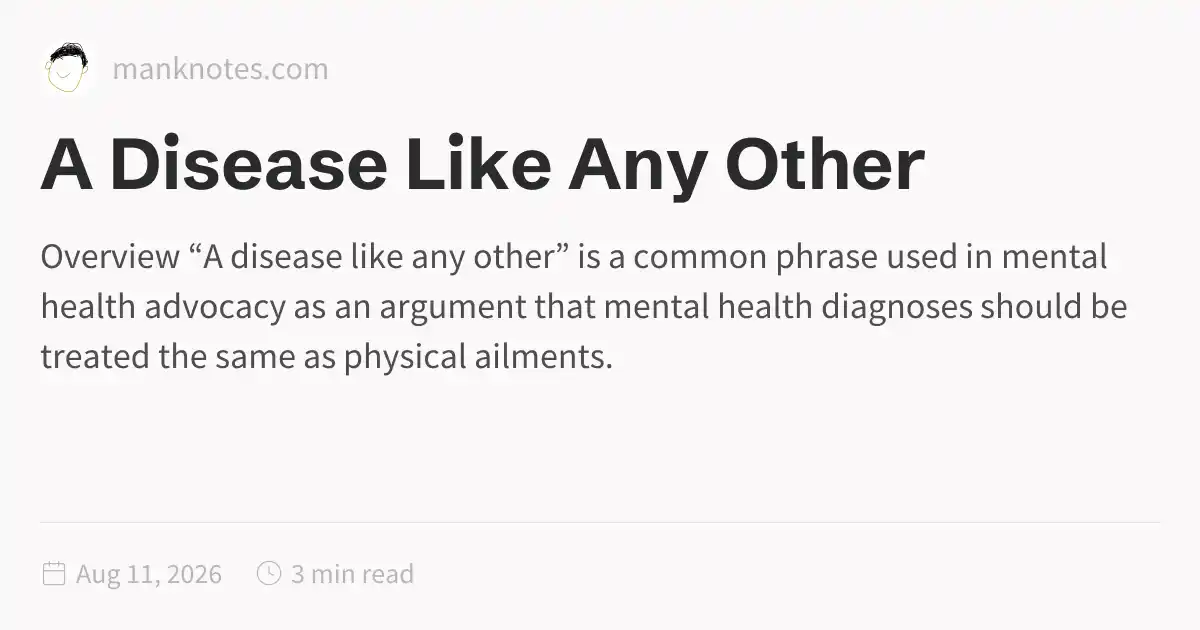 manknotes.com
A Disease Like Any Other
Overview “A disease like any other” is a common phrase used in mental
health advocacy as an argument that mental health diagnoses should be
treated the same as physical ailments.
Aug 11, 2026 3 min read